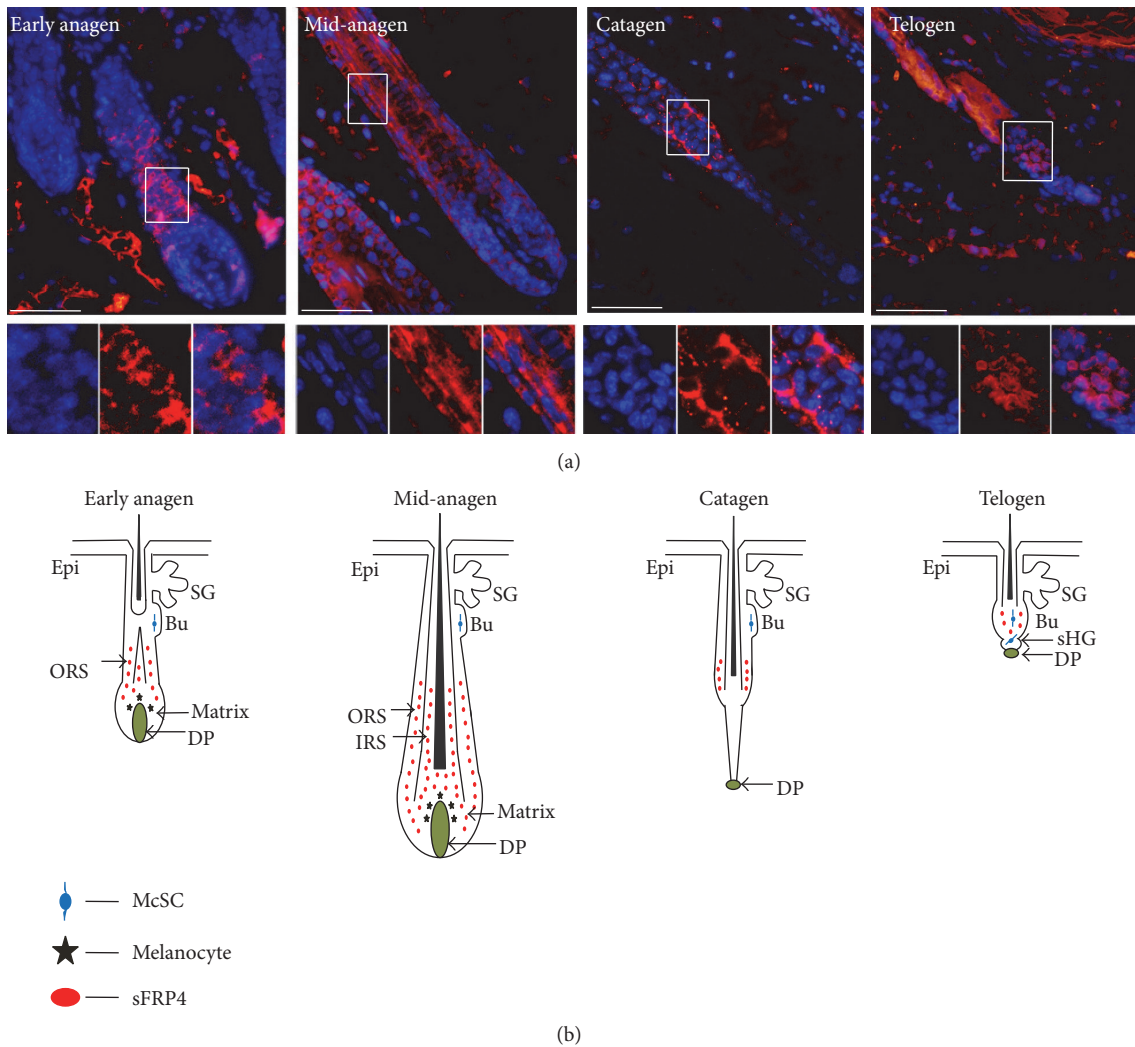 Early anagen
Mid-anagen
Catagen
Telogen
(a)
Early anagen
Mid-anagen
Catagen
Telogen
Epi
SG
Bu
ORS
Matrix
DP
Epi
SG
Bu
ORS
IRS
Matrix
DP
Epi
SG
Bu
DP
Epi
SG
Bu
sHG
DP
McSC
Melanocyte
sFRP4
(b)